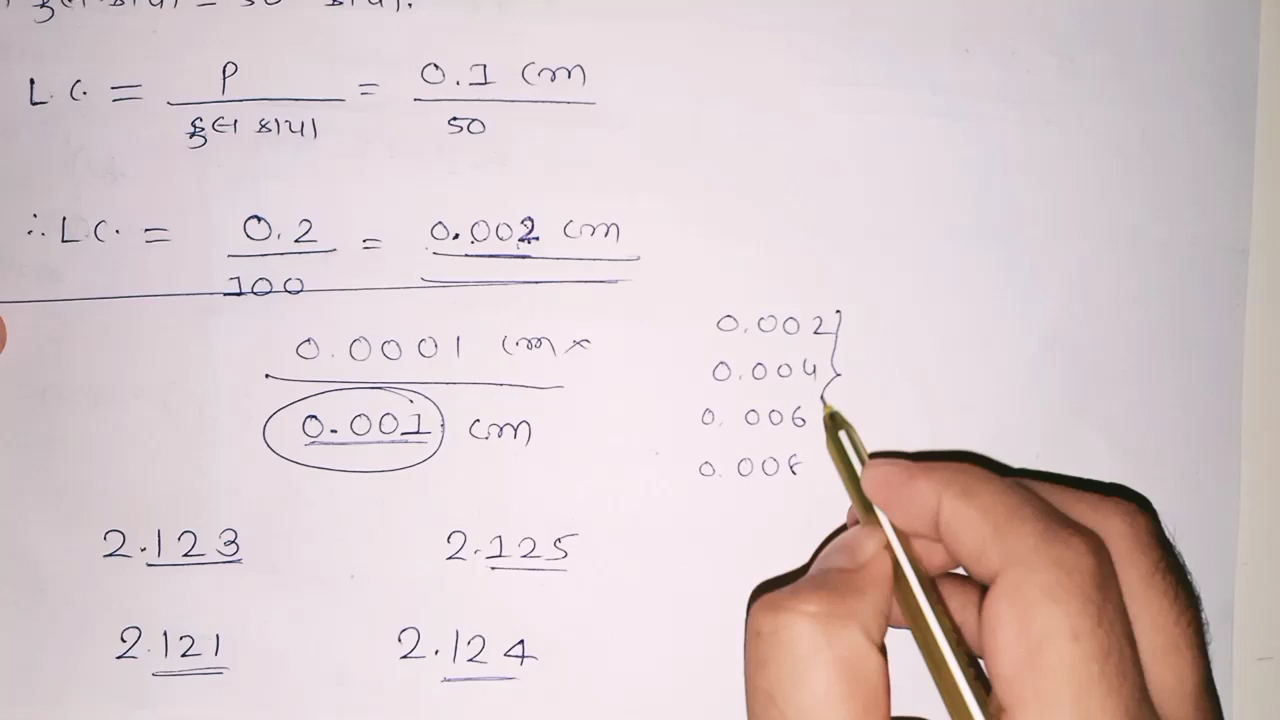 કુલ કાપા = 50 કાપા.
L.C. = P / કુલ કાપા = 0.1 cm / 50
∴ L.C. = 0.2 / 100 = 0.002 cm
0.0001 cm ×
0.001 cm
0.002
0.004
0.006
0.008
2.123 2.125
2.121 2.124